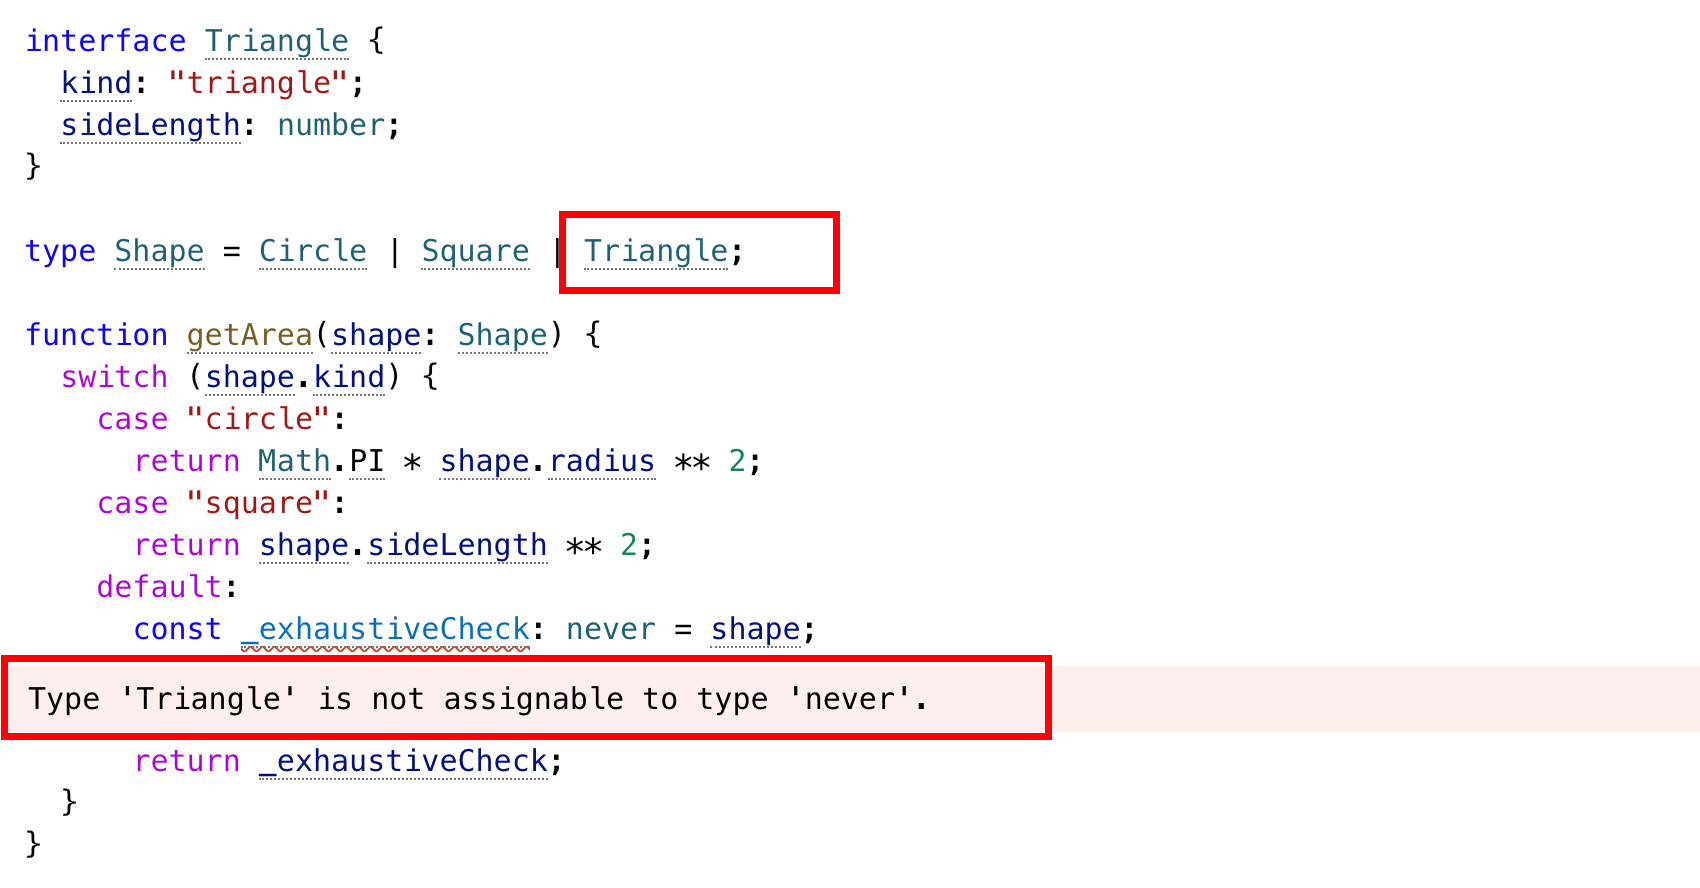 interface Triangle {
  kind: "triangle";
  sideLength: number;
}
type Shape = Circle | Square | Triangle;
function getArea(shape: Shape) {
  switch (shape.kind) {
    case "circle":
      return Math.PI * shape.radius ** 2;
    case "square":
      return shape.sideLength ** 2;
    default:
      const _exhaustiveCheck: never = shape;
Type 'Triangle' is not assignable to type 'never'.
      return _exhaustiveCheck;
  }
}